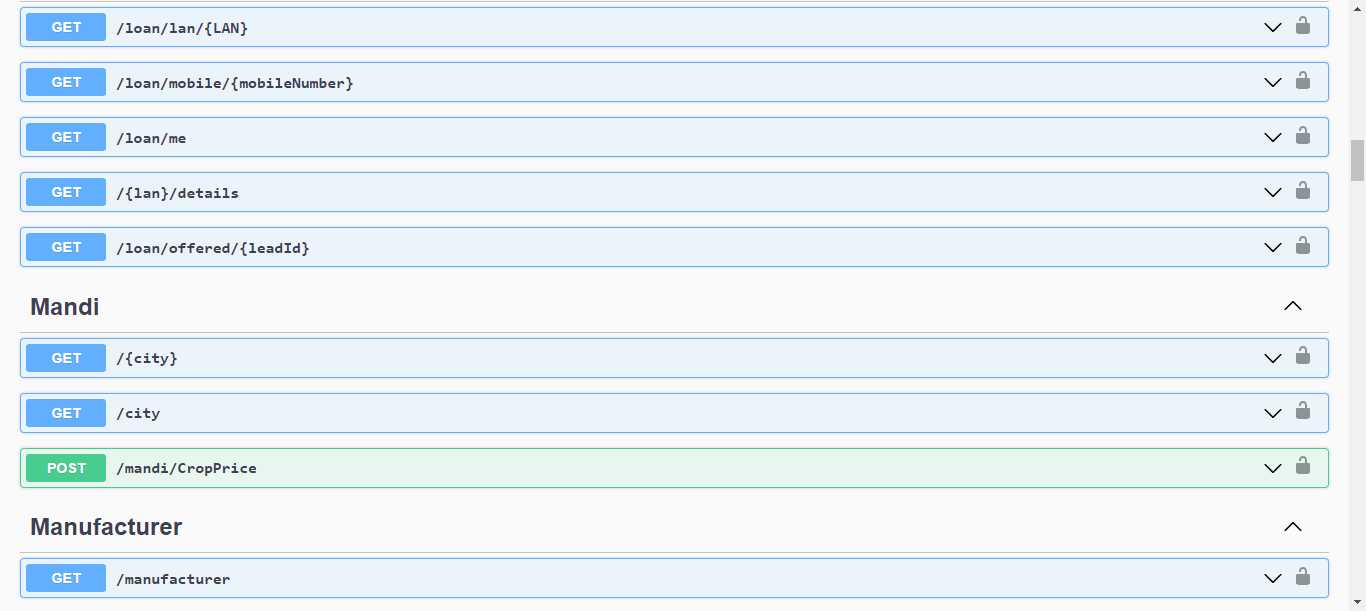 GET /loan/lan/{LAN}
GET /loan/mobile/{mobileNumber}
GET /loan/me
GET /{lan}/details
GET /loan/offered/{leadId}
Mandi
GET /{city}
GET /city
POST /mandi/CropPrice
Manufacturer
GET /manufacturer